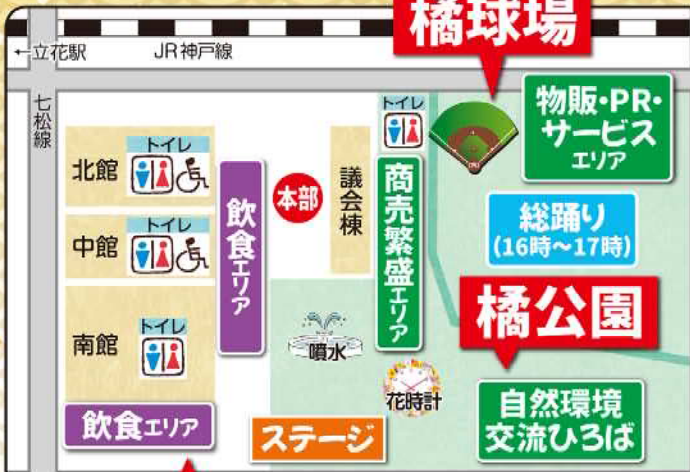 橘球場
←立花駅
JR神戸線
七松線
トイレ
物販・PR・
サービス
エリア
北館
トイレ
飲食エリア
本部
議会棟
商売繁盛エリア
総踊り
(16時～17時)
中館
トイレ
橘公園
南館
トイレ
噴水
花時計
飲食エリア
ステージ
自然環境
交流ひろば